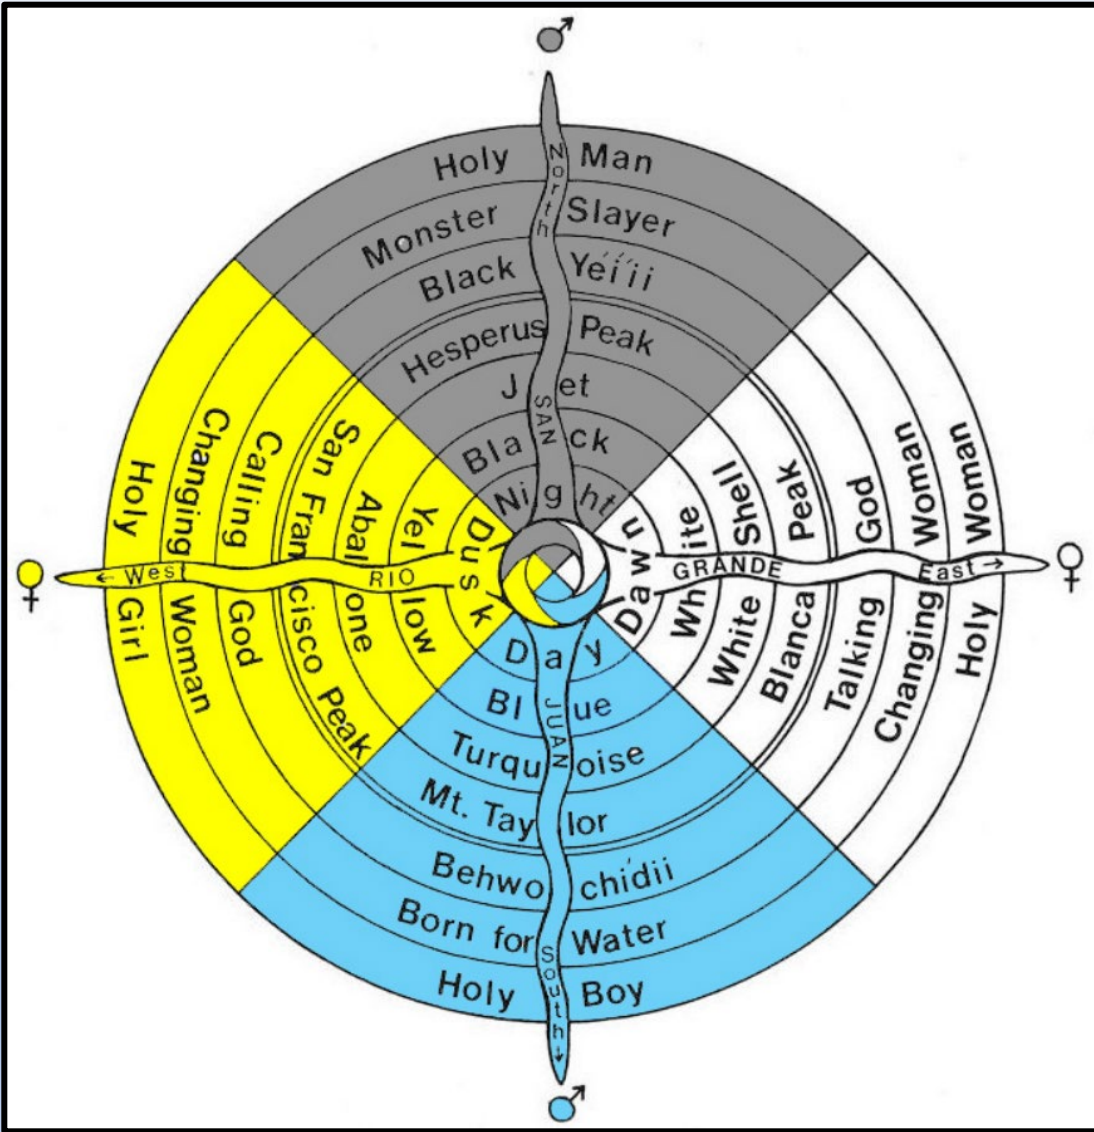 Holy Man
Monster Slayer
Black Yéí'ii
Hesperus Peak
Jet
Black
Night
North
SAN
Holy Girl
Changing Woman
Calling God
San Francisco Peak
Abalone
Yellow
Dusk
← West
RIO
Dawn
White
White Shell
Blanca Peak
Talking God
Changing Woman
Holy Woman
GRANDE
East →
Day
Blue
Turquoise
Mt. Taylor
Behwochídii
Born for Water
Holy Boy
JUAN
South →